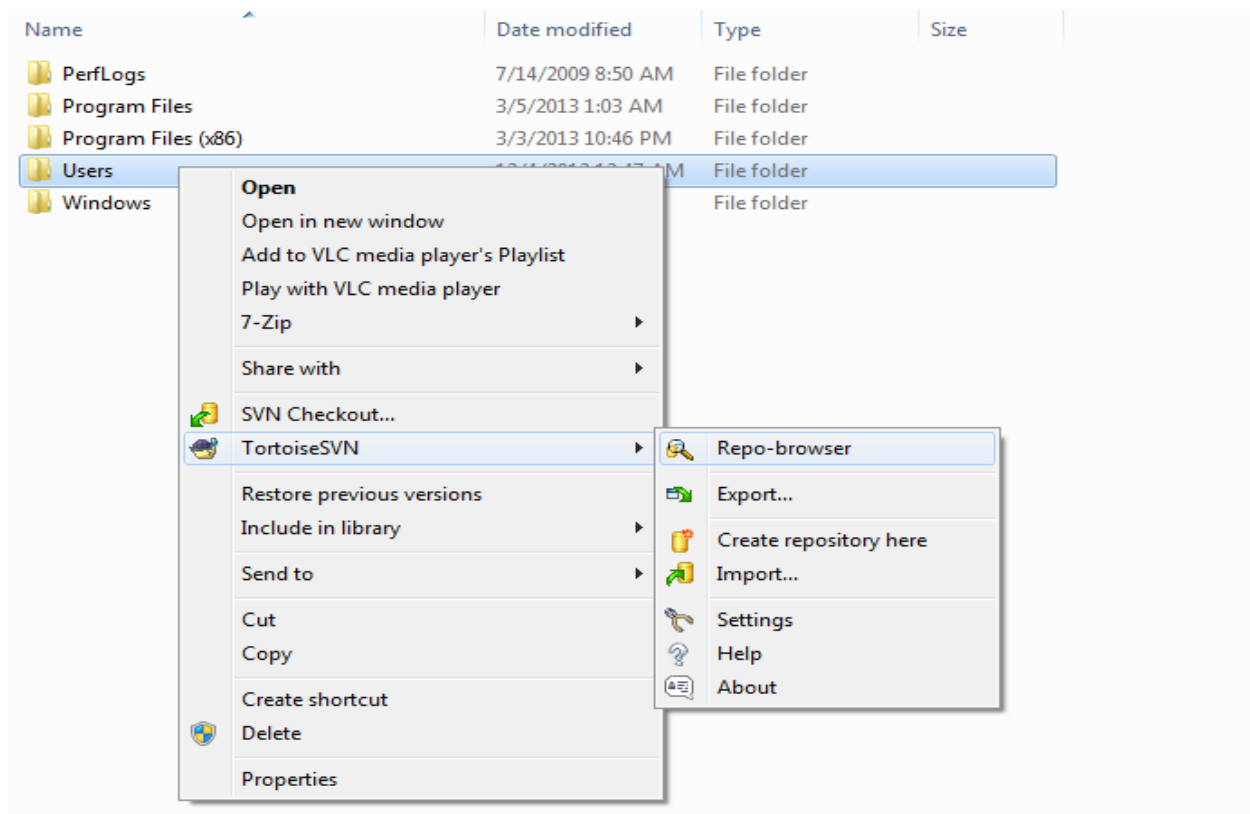 Name Date modified Type Size
PerfLogs 7/14/2009 8:50 AM File folder
Program Files 3/5/2013 1:03 AM File folder
Program Files (x86) 3/3/2013 10:46 PM File folder
Users M File folder
Windows File folder
Open
Open in new window
Add to VLC media player's Playlist
Play with VLC media player
7-Zip
Share with
SVN Checkout...
TortoiseSVN
Restore previous versions
Include in library
Send to
Cut
Copy
Create shortcut
Delete
Properties
Repo-browser
Export...
Create repository here
Import...
Settings
Help
About